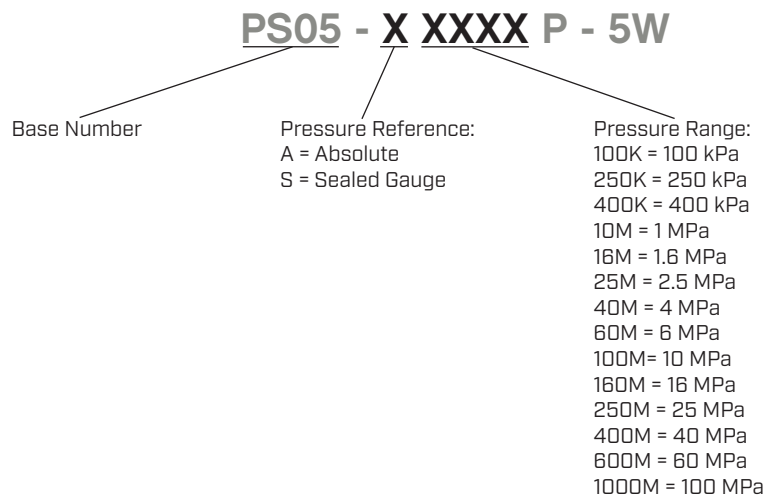 PS05 - X XXXX P - 5W
Base Number
Pressure Reference:
A = Absolute
S = Sealed Gauge
Pressure Range:
100K = 100 kPa
250K = 250 kPa
400K = 400 kPa
10M = 1 MPa
16M = 1.6 MPa
25M = 2.5 MPa
40M = 4 MPa
60M = 6 MPa
100M= 10 MPa
160M = 16 MPa
250M = 25 MPa
400M = 40 MPa
600M = 60 MPa
1000M = 100 MPa